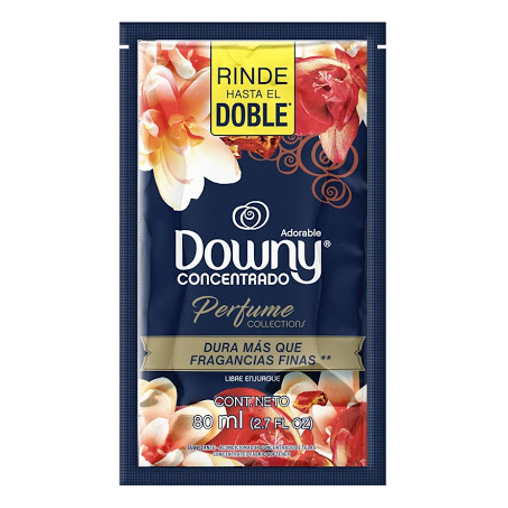 RINDE
HASTA EL
DOBLE*
Adorable
Downy®
CONCENTRADO
Perfume
COLLECTIONS
DURA MÁS QUE
FRAGANCIAS FINAS **
LIBRE ENJUAGUE
CONT. NETO
80 ml (2.7 FL OZ)